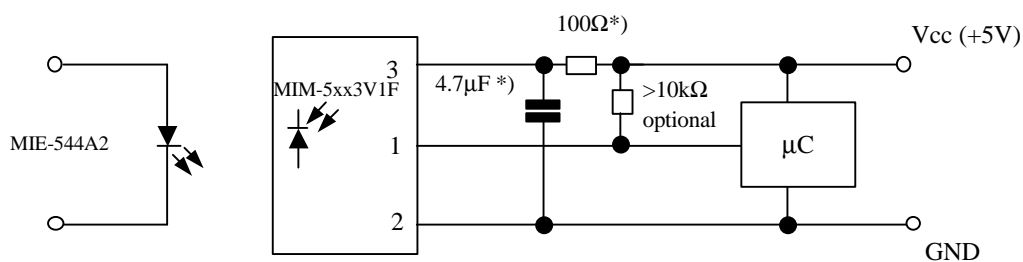 100Ω*)
Vcc (+5V)
3
4.7µF *)
MIM-5xx3V1F
>10kΩ
optional
MIE-544A2
1
µC
2
GND